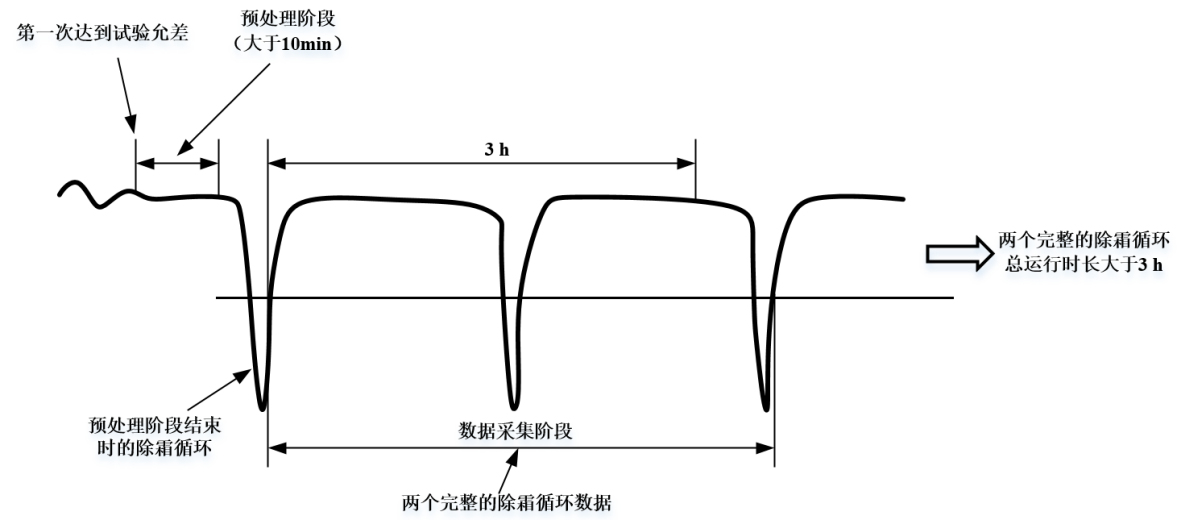 第一次达到试验允差
预处理阶段
（大于10min）
3 h
两个完整的除霜循环
总运行时长大于3 h
预处理阶段结束
时的除霜循环
数据采集阶段
两个完整的除霜循环数据